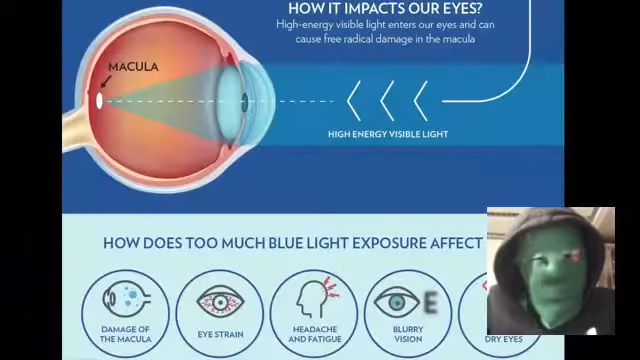 HOW IT IMPACTS OUR EYES?
High-energy visible light enters our eyes and can
cause free radical damage in the macula
MACULA
HIGH ENERGY VISIBLE LIGHT
HOW DOES TOO MUCH BLUE LIGHT EXPOSURE AFFECT
E
DAMAGE OF
THE MACULA
EYE STRAIN
HEADACHE
AND FATIGUE
BLURRY
VISION
DRY EYES